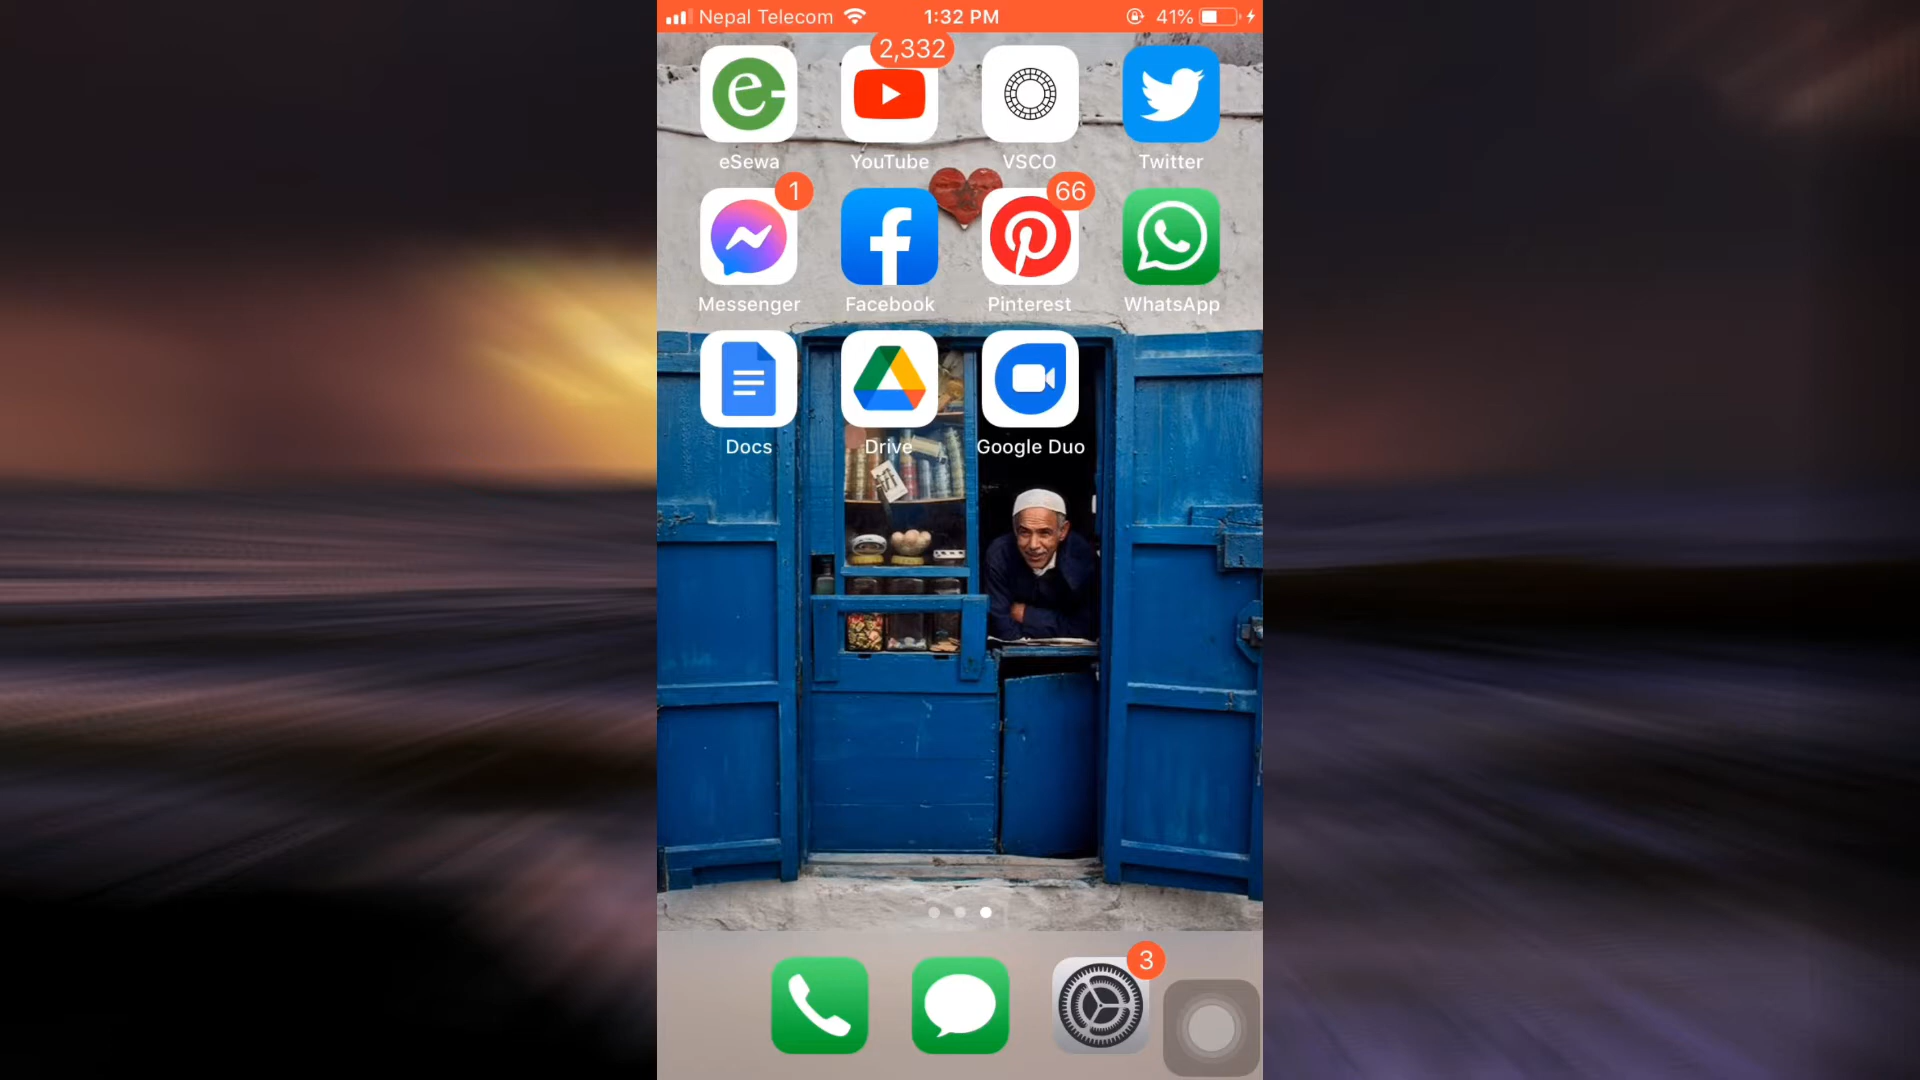 Nepal Telecom 1:32 PM 41%
2,332
eSewa YouTube VSCO Twitter
1 66
Messenger Facebook Pinterest WhatsApp
Docs Drive Google Duo
3